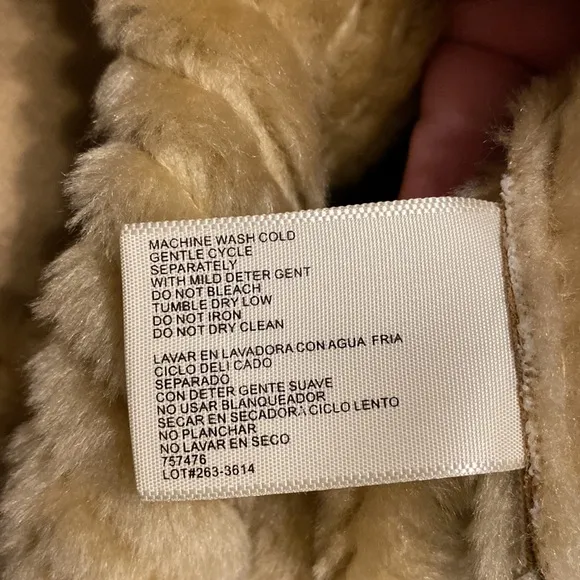 MACHINE WASH COLD
GENTLE CYCLE
SEPARATELY
WITH MILD DETER GENT
DO NOT BLEACH
TUMBLE DRY LOW
DO NOT IRON
DO NOT DRY CLEAN
LAVAR EN LAVADORA CON AGUA FRIA
CICLO DELI CADO
SEPARADO
CON DETER GENTE SUAVE
NO USAR BLANQUEADOR
SECAR EN SECADORA CICLO LENTO
NO PLANCHAR
NO LAVAR EN SECO
757476
LOT#263-3614